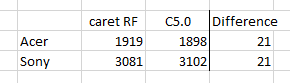 caret RF C5.0 Difference
Acer 1919 1898 21
Sony 3081 3102 21